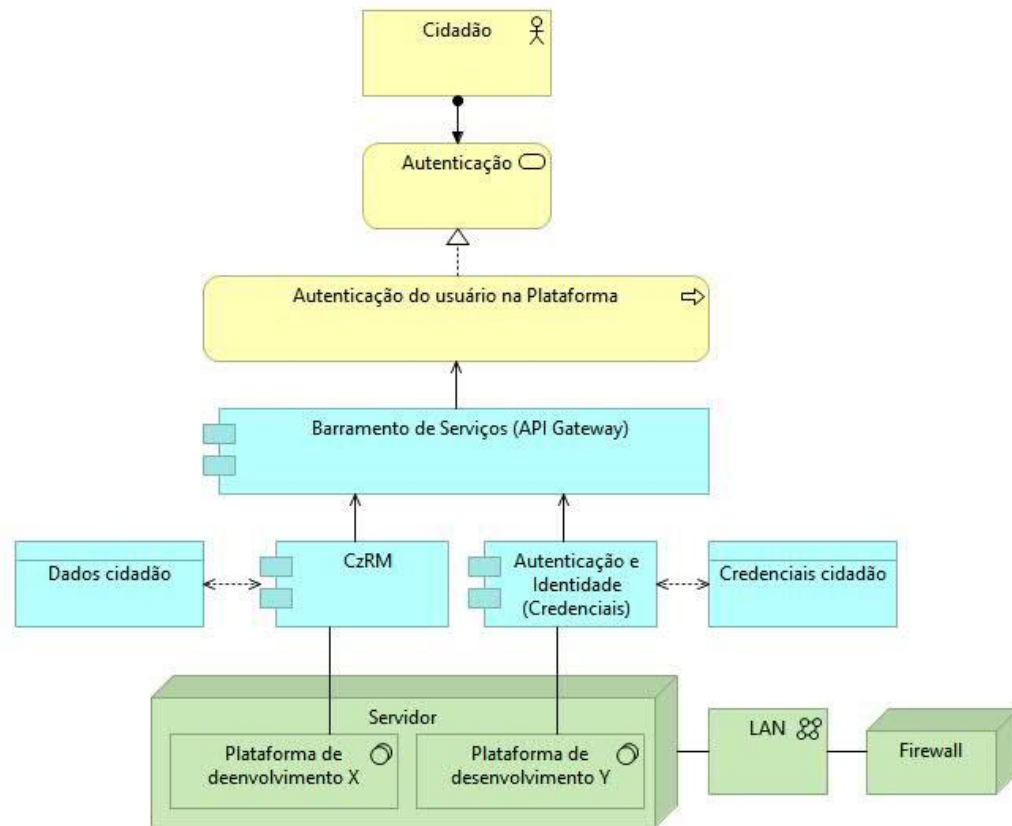 Cidadão
Autenticação
Autenticação do usuário na Plataforma
Barramento de Serviços (API Gateway)
Dados cidadão
CzRM
Autenticação e
Identidade
(Credenciais)
Credenciais cidadão
Servidor
Plataforma de
deenvolvimento X
Plataforma de
desenvolvimento Y
LAN
Firewall